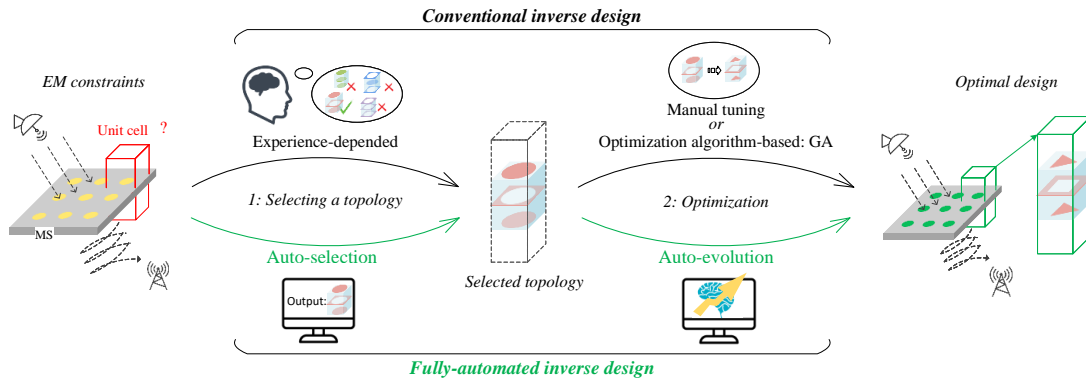 Conventional inverse design
EM constraints
Optimal design
Unit cell ?
Experience-depended
Manual tuning
or
Optimization algorithm-based: GA
1: Selecting a topology
2: Optimization
MS
Auto-selection
Auto-evolution
Selected topology
Output:
Fully-automated inverse design